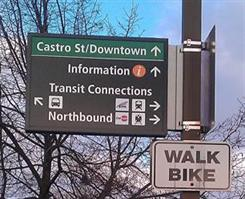 Castro St/Downtown
Information i
Transit Connections
Northbound
WALK
BIKE